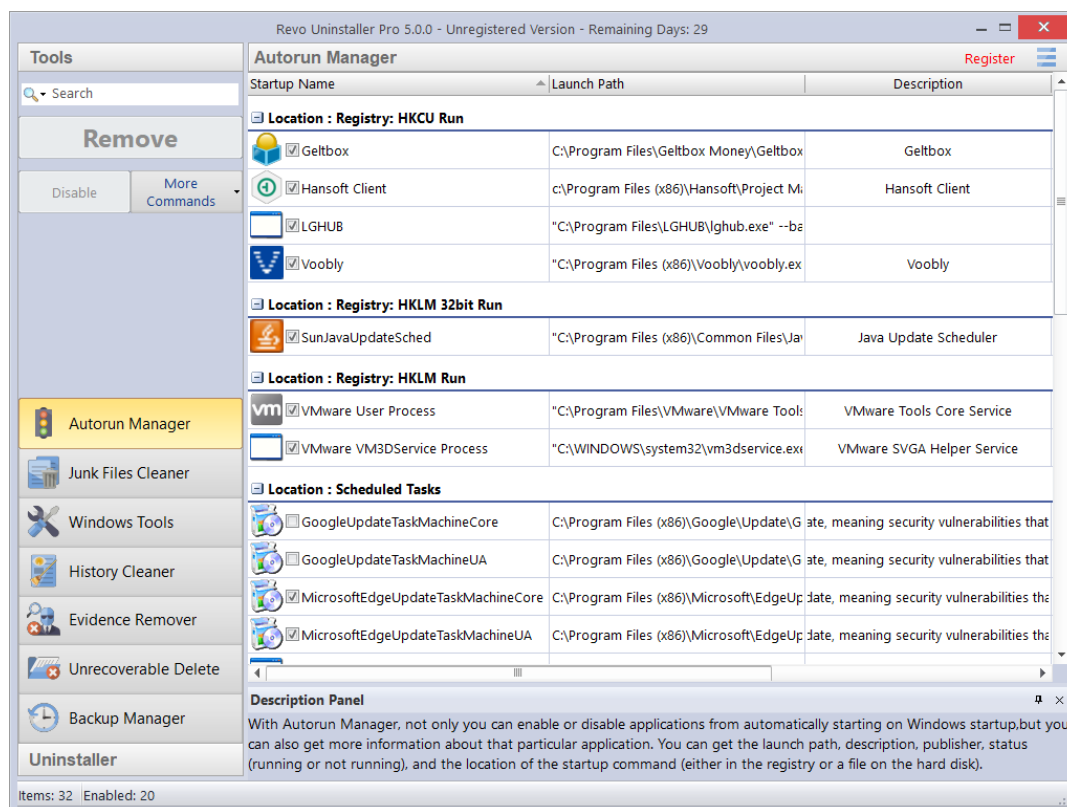 Revo Uninstaller Pro 5.0.0 - Unregistered Version - Remaining Days: 29
Tools
Search
Remove
Disable
More
Commands
Autorun Manager
Junk Files Cleaner
Windows Tools
History Cleaner
Evidence Remover
Unrecoverable Delete
Backup Manager
Uninstaller
Autorun Manager
Register
Startup Name Launch Path Description
Location : Registry: HKCU Run
Geltbox C:\Program Files\Geltbox Money\Geltbox Geltbox
Hansoft Client c:\Program Files (x86)\Hansoft\Project Ma Hansoft Client
LGHUB "C:\Program Files\LGHUB\lghub.exe" --ba
Voobly "C:\Program Files (x86)\Voobly\voobly.ex Voobly
Location : Registry: HKLM 32bit Run
SunJavaUpdateSched "C:\Program Files (x86)\Common Files\Ja Java Update Scheduler
Location : Registry: HKLM Run
vm VMware User Process "C:\Program Files\VMware\VMware Tools VMware Tools Core Service
VMware VM3DService Process "C:\WINDOWS\system32\vm3dservice.exe VMware SVGA Helper Service
Location : Scheduled Tasks
GoogleUpdateTaskMachineCore C:\Program Files (x86)\Google\Update\G ate, meaning security vulnerabilities that
GoogleUpdateTaskMachineUA C:\Program Files (x86)\Google\Update\G ate, meaning security vulnerabilities that
MicrosoftEdgeUpdateTaskMachineCore C:\Program Files (x86)\Microsoft\EdgeUp date, meaning security vulnerabilities tha
MicrosoftEdgeUpdateTaskMachineUA C:\Program Files (x86)\Microsoft\EdgeUp date, meaning security vulnerabilities tha
Description Panel
With Autorun Manager, not only you can enable or disable applications from automatically starting on Windows startup,but you
can also get more information about that particular application. You can get the launch path, description, publisher, status
(running or not running), and the location of the startup command (either in the registry or a file on the hard disk).
Items: 32 Enabled: 20